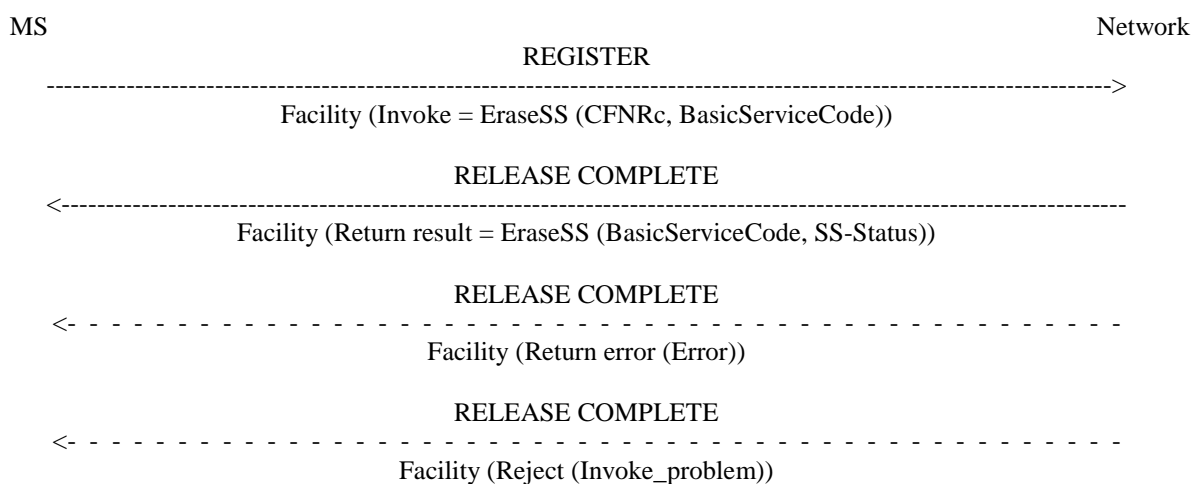 MS Network
REGISTER
Facility (Invoke = EraseSS (CFNRc, BasicServiceCode))
RELEASE COMPLETE
Facility (Return result = EraseSS (BasicServiceCode, SS-Status))
RELEASE COMPLETE
Facility (Return error (Error))
RELEASE COMPLETE
Facility (Reject (Invoke_problem))